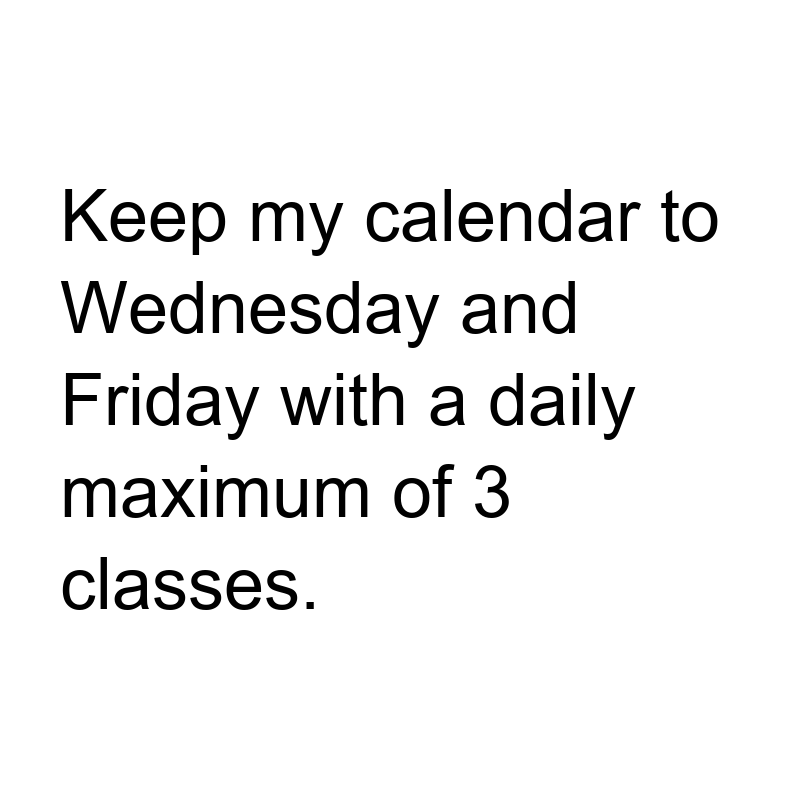 Keep my calendar to
Wednesday and
Friday with a daily
maximum of 3
classes.